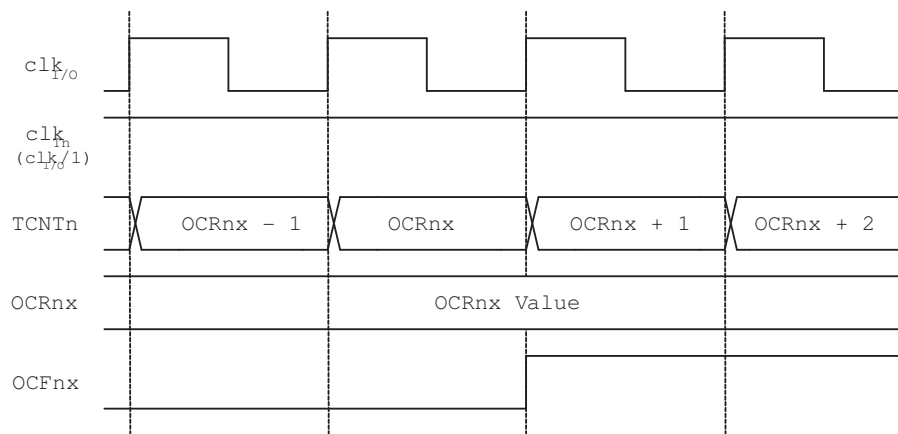 clkI/O
clkTn
(clkI/O/1)
TCNTn
OCRnx - 1
OCRnx
OCRnx + 1
OCRnx + 2
OCRnx
OCRnx Value
OCFnx